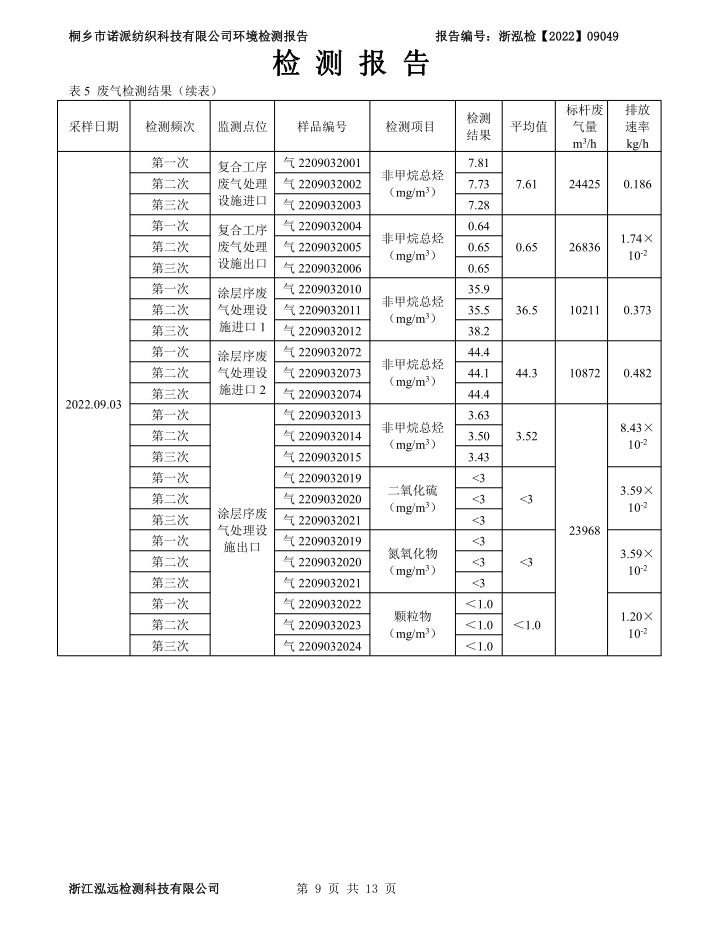 桐乡市诺派纺织科技有限公司环境检测报告 报告编号：浙泓检【2022】09049
检 测 报 告
表 5 废气检测结果（续表）
采样日期 检测频次 监测点位 样品编号 检测项目 检测结果 平均值 标杆废气量 m³/h 排放速率 kg/h
2022.09.03
复合工序废气处理设施进口 非甲烷总烃（mg/m³） 7.61 24425 0.186
第一次 气 2209032001 7.81
第二次 气 2209032002 7.73
第三次 气 2209032003 7.28
复合工序废气处理设施出口 非甲烷总烃（mg/m³） 0.65 26836 1.74×10⁻²
第一次 气 2209032004 0.64
第二次 气 2209032005 0.65
第三次 气 2209032006 0.65
涂层序废气处理设施进口 1 非甲烷总烃（mg/m³） 36.5 10211 0.373
第一次 气 2209032010 35.9
第二次 气 2209032011 35.5
第三次 气 2209032012 38.2
涂层序废气处理设施进口 2 非甲烷总烃（mg/m³） 44.3 10872 0.482
第一次 气 2209032072 44.4
第二次 气 2209032073 44.1
第三次 气 2209032074 44.4
涂层序废气处理设施出口 23968
非甲烷总烃（mg/m³） 3.52 8.43×10⁻²
第一次 气 2209032013 3.63
第二次 气 2209032014 3.50
第三次 气 2209032015 3.43
二氧化硫（mg/m³） <3 3.59×10⁻²
第一次 气 2209032019 <3
第二次 气 2209032020 <3
第三次 气 2209032021 <3
氮氧化物（mg/m³） <3 3.59×10⁻²
第一次 气 2209032019 <3
第二次 气 2209032020 <3
第三次 气 2209032021 <3
颗粒物（mg/m³） ＜1.0 1.20×10⁻²
第一次 气 2209032022 ＜1.0
第二次 气 2209032023 ＜1.0
第三次 气 2209032024 ＜1.0
浙江泓远检测科技有限公司 第 9 页 共 13 页